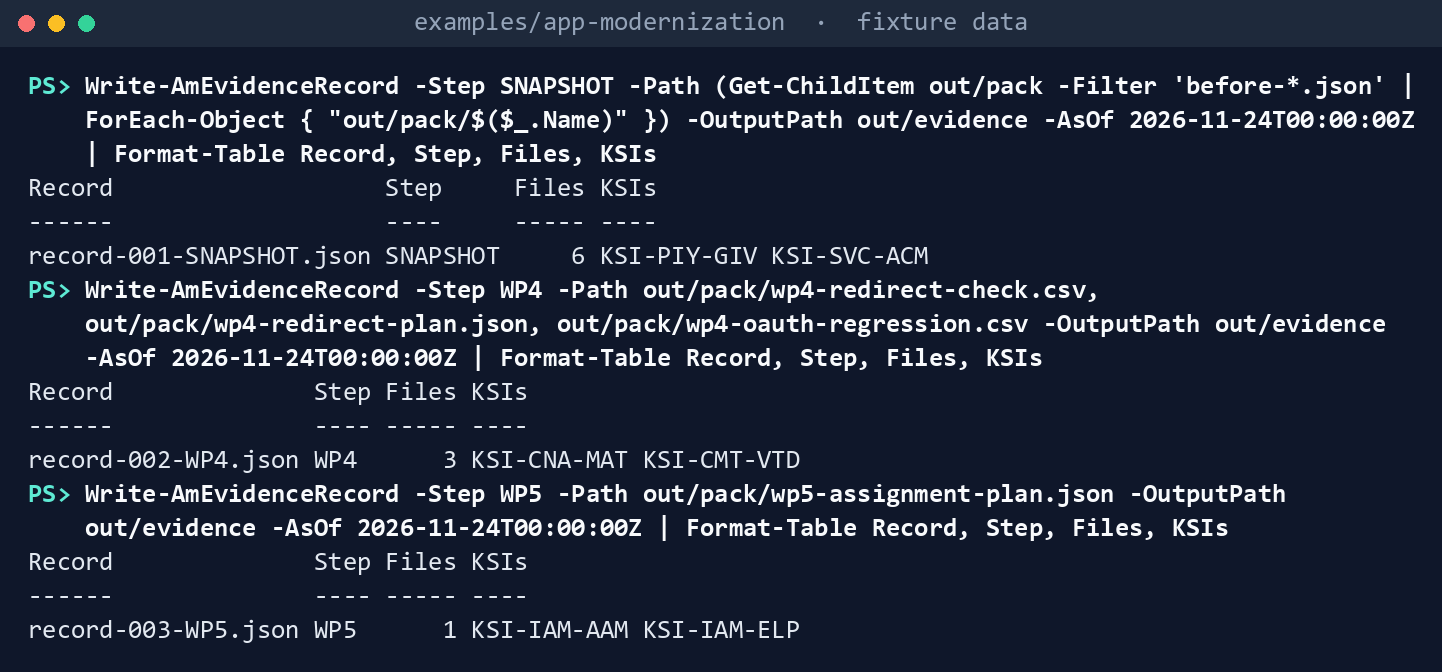 examples/app-modernization · fixture data
PS> Write-AmEvidenceRecord -Step SNAPSHOT -Path (Get-ChildItem out/pack -Filter 'before-*.json' |
ForEach-Object { "out/pack/$($_.Name)" }) -OutputPath out/evidence -AsOf 2026-11-24T00:00:00Z
| Format-Table Record, Step, Files, KSIs
Record Step Files KSIs
------ ---- ----- ----
record-001-SNAPSHOT.json SNAPSHOT 6 KSI-PIY-GIV KSI-SVC-ACM
PS> Write-AmEvidenceRecord -Step WP4 -Path out/pack/wp4-redirect-check.csv,
out/pack/wp4-redirect-plan.json, out/pack/wp4-oauth-regression.csv -OutputPath out/evidence
-AsOf 2026-11-24T00:00:00Z | Format-Table Record, Step, Files, KSIs
Record Step Files KSIs
------ ---- ----- ----
record-002-WP4.json WP4 3 KSI-CNA-MAT KSI-CMT-VTD
PS> Write-AmEvidenceRecord -Step WP5 -Path out/pack/wp5-assignment-plan.json -OutputPath
out/evidence -AsOf 2026-11-24T00:00:00Z | Format-Table Record, Step, Files, KSIs
Record Step Files KSIs
------ ---- ----- ----
record-003-WP5.json WP5 1 KSI-IAM-AAM KSI-IAM-ELP